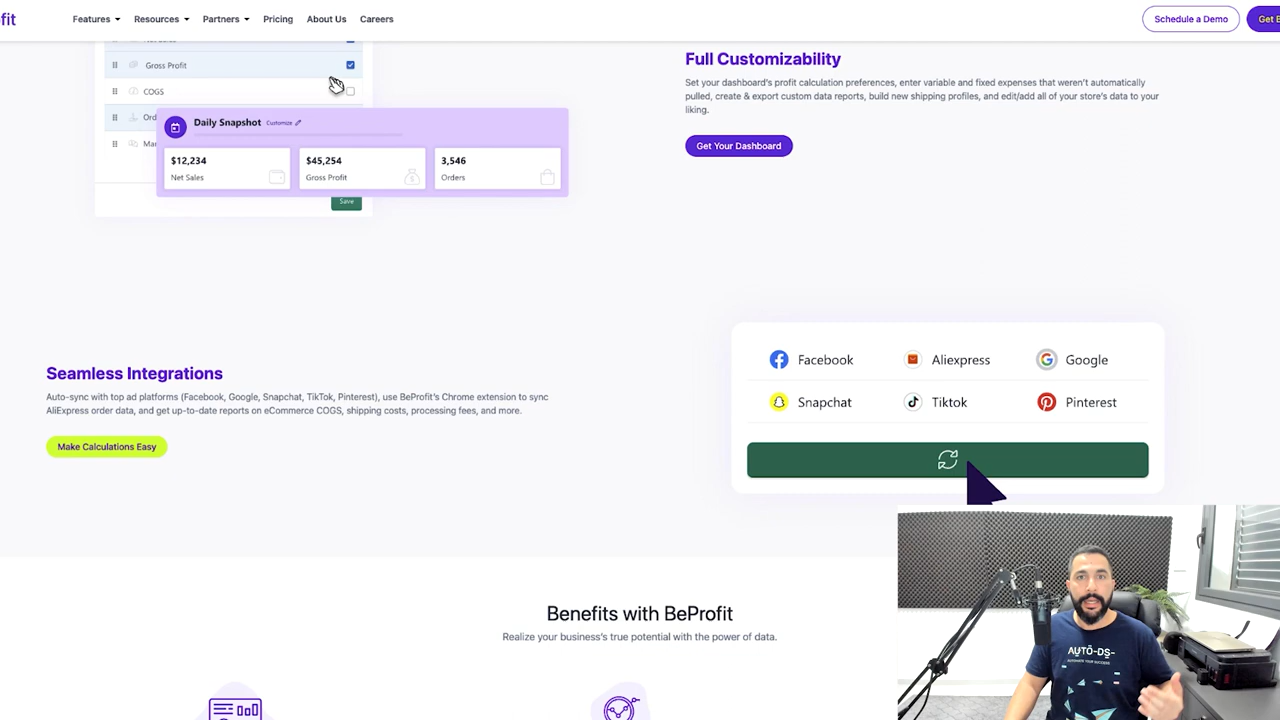 fit
Features
Resources
Partners
Pricing
About Us
Careers
Schedule a Demo
Get
Gross Profit
COGS
Daily Snapshot
Customize
$12,234
Net Sales
$45,254
Gross Profit
3,546
Orders
Save
Full Customizability
Set your dashboard's profit calculation preferences, enter variable and fixed expenses that weren't automatically
pulled, create & export custom data reports, build new shipping profiles, and edit/add all of your store's data to your
liking.
Get Your Dashboard
Seamless Integrations
Auto-sync with top ad platforms (Facebook, Google, Snapchat, TikTok, Pinterest), use BeProfit's Chrome extension to sync
AliExpress order data, and get up-to-date reports on eCommerce COGS, shipping costs, processing fees, and more.
Make Calculations Easy
Facebook
Aliexpress
Google
Snapchat
Tiktok
Pinterest
Benefits with BeProfit
Realize your business's true potential with the power of data.
AUTO-DS-